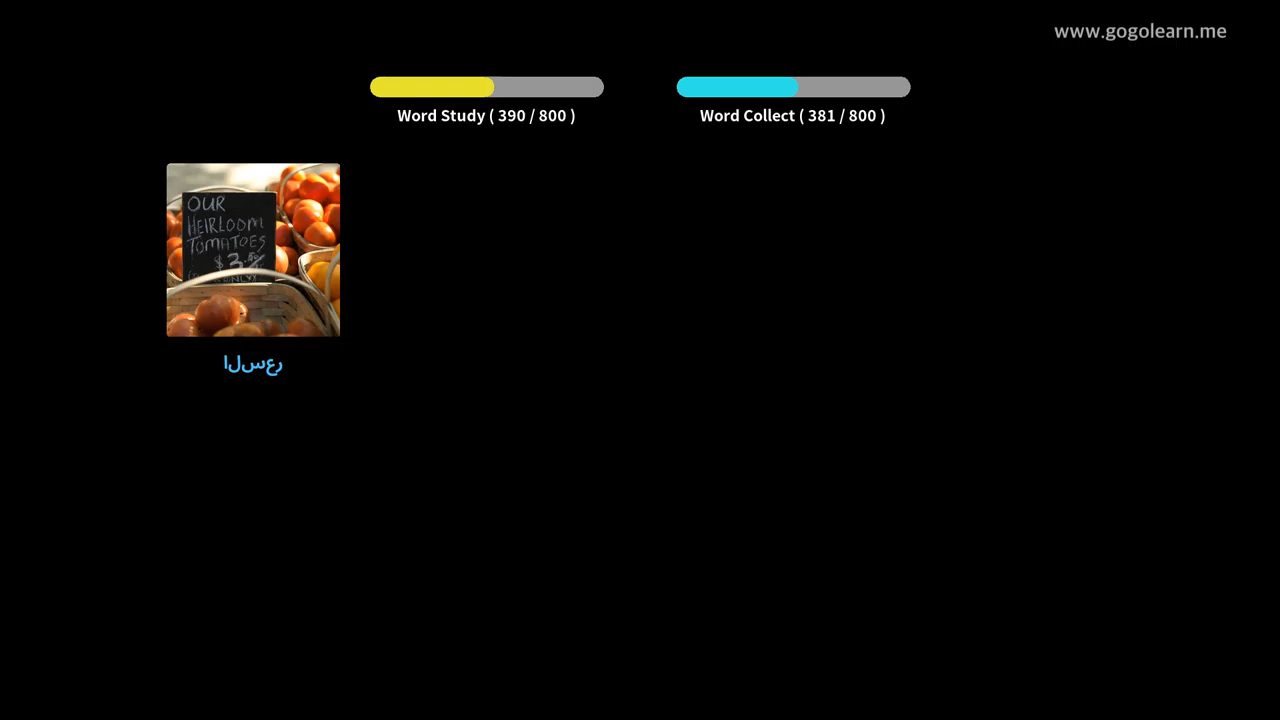 www.gogolearn.me
Word Study ( 390 / 800 )
Word Collect ( 381 / 800 )
OUR
HEIRLOOM
TOMATOES
السعر